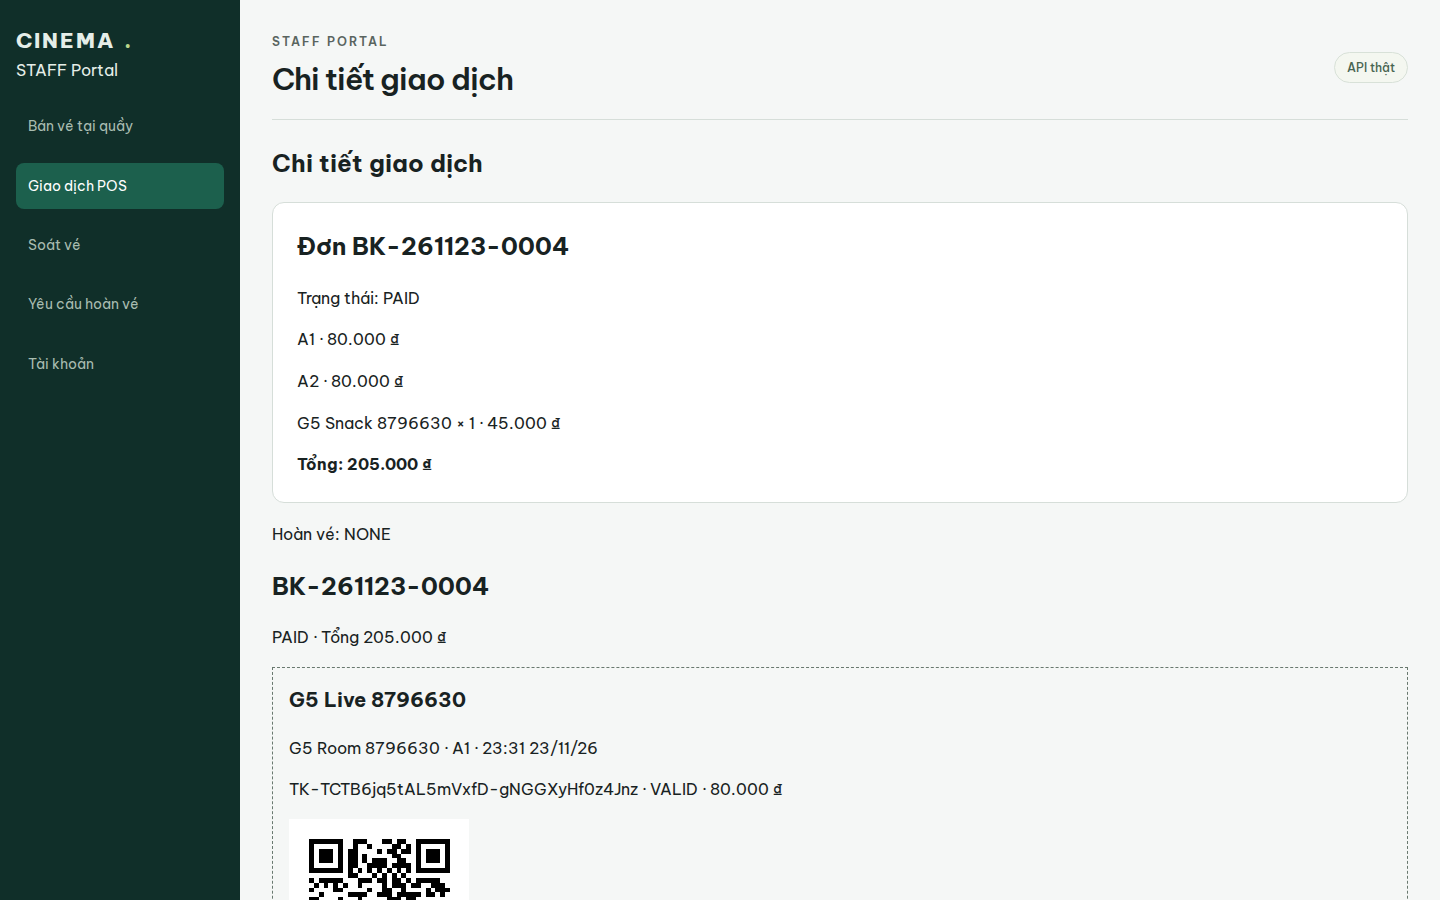 CINEMA .
STAFF Portal
Bán vé tại quầy
Giao dịch POS
Soát vé
Yêu cầu hoàn vé
Tài khoản
STAFF PORTAL
Chi tiết giao dịch
API thật
Chi tiết giao dịch
Đơn BK-261123-0004
Trạng thái: PAID
A1 · 80.000 ₫
A2 · 80.000 ₫
G5 Snack 8796630 × 1 · 45.000 ₫
Tổng: 205.000 ₫
Hoàn vé: NONE
BK-261123-0004
PAID · Tổng 205.000 ₫
G5 Live 8796630
G5 Room 8796630 · A1 · 23:31 23/11/26
TK-TCTB6jq5tAL5mVxfD-gNGGXyHf0z4Jnz · VALID · 80.000 ₫